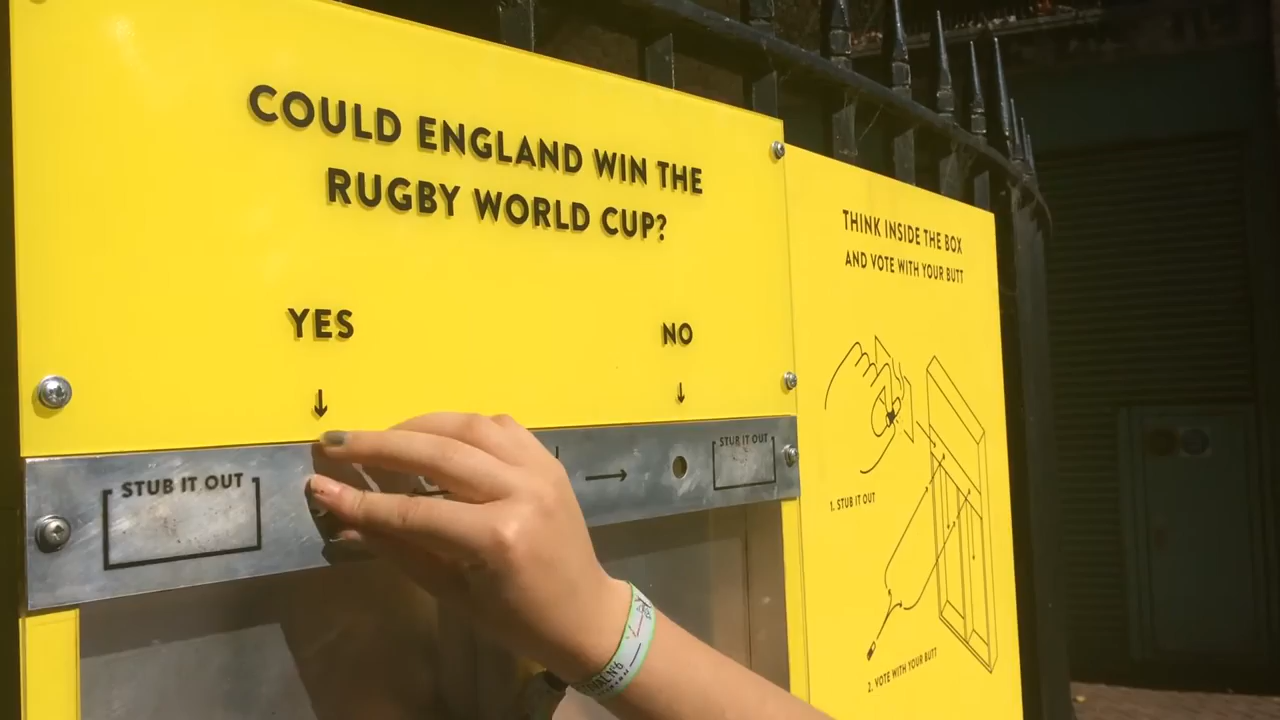 COULD ENGLAND WIN THE
RUGBY WORLD CUP?
YES
NO
STUB IT OUT
STUB IT OUT
THINK INSIDE THE BOX
AND VOTE WITH YOUR BUTT
1. STUB IT OUT
2. VOTE WITH YOUR BUTT